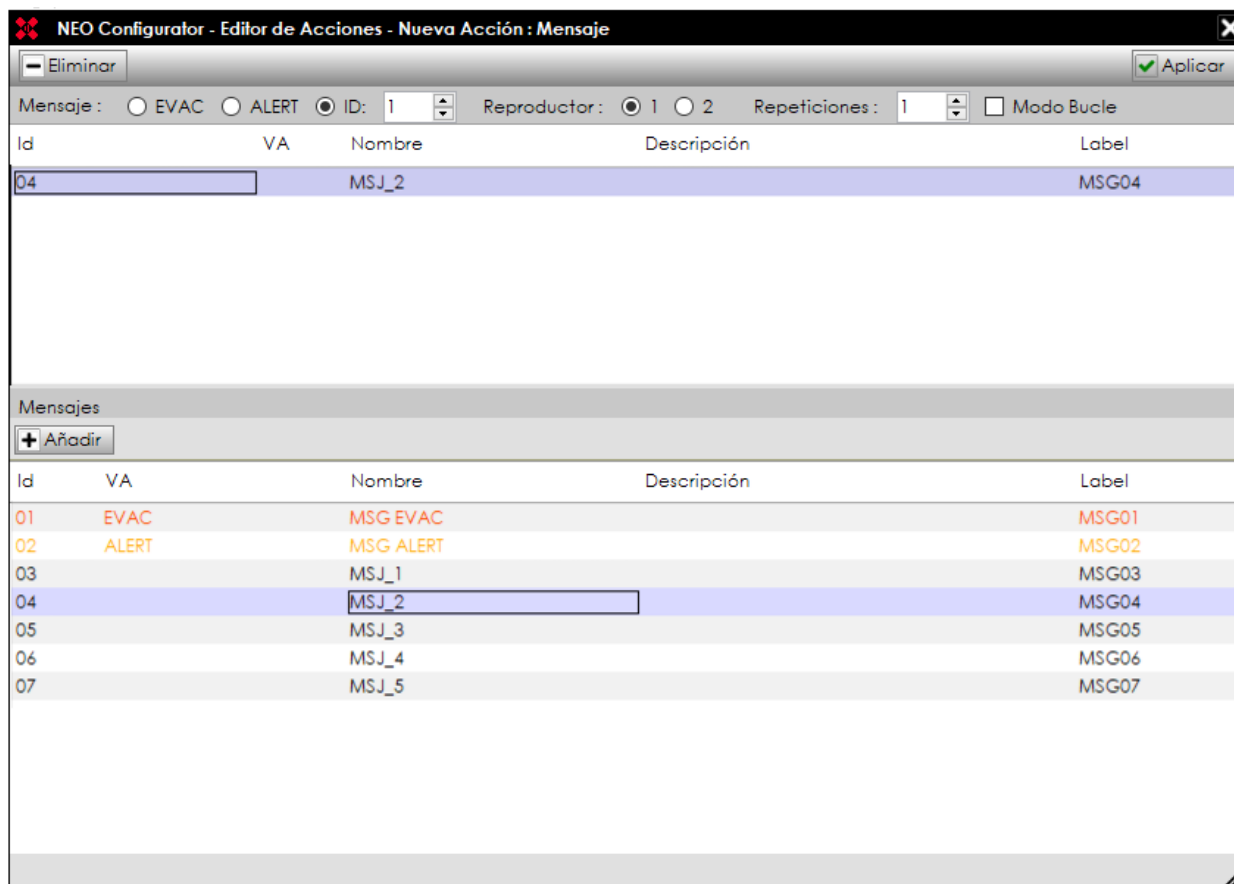 NEO Configurator - Editor de Acciones - Nueva Acción : Mensaje
Eliminar Aplicar
Mensaje : EVAC ALERT ID: 1 Reproductor : 1 2 Repeticiones : 1 Modo Bucle
Id VA Nombre Descripción Label
04 MSJ_2 MSG04
Mensajes
Añadir
Id VA Nombre Descripción Label
01 EVAC MSG EVAC MSG01
02 ALERT MSG ALERT MSG02
03 MSJ_1 MSG03
04 MSJ_2 MSG04
05 MSJ_3 MSG05
06 MSJ_4 MSG06
07 MSJ_5 MSG07